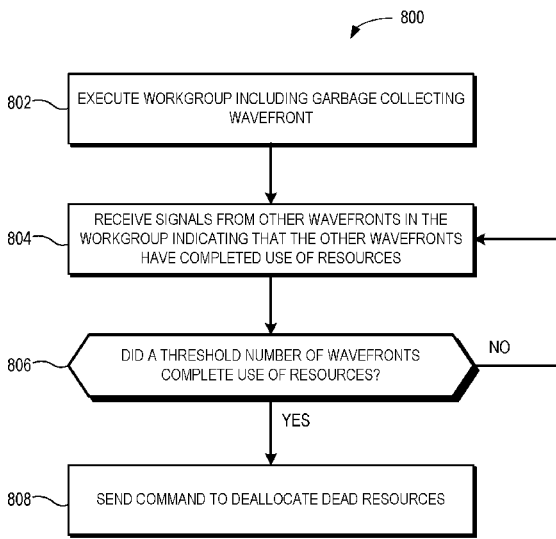 800
802
EXECUTE WORKGROUP INCLUDING GARBAGE COLLECTING
WAVEFRONT
804
RECEIVE SIGNALS FROM OTHER WAVEFRONTS IN THE
WORKGROUP INDICATING THAT THE OTHER WAVEFRONTS
HAVE COMPLETED USE OF RESOURCES
806
DID A THRESHOLD NUMBER OF WAVEFRONTS
COMPLETE USE OF RESOURCES?
NO
YES
808
SEND COMMAND TO DEALLOCATE DEAD RESOURCES